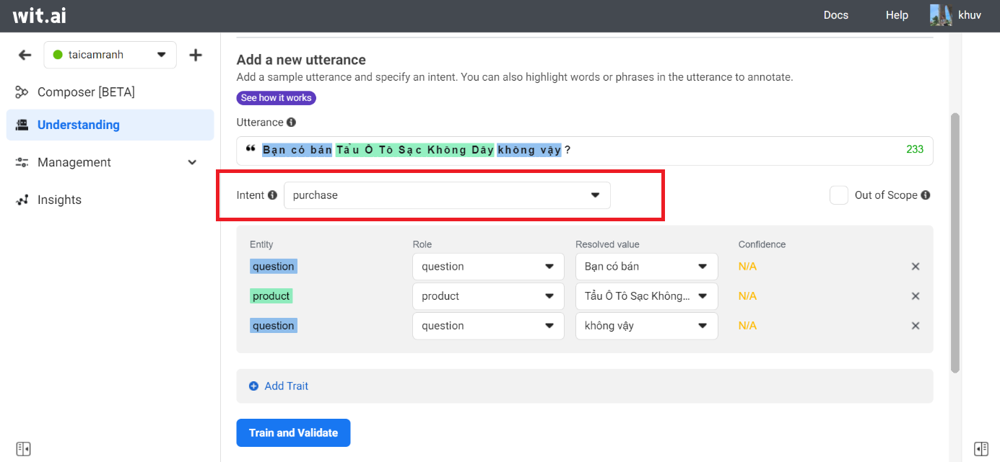 wit.ai
Docs Help khuv
taicamranh
Composer [BETA]
Understanding
Management
Insights
Add a new utterance
Add a sample utterance and specify an intent. You can also highlight words or phrases in the utterance to annotate.
See how it works
Utterance
Bạn có bán Tẩu Ô Tô Sạc Không Dây không vậy ? 233
Intent purchase Out of Scope
Entity Role Resolved value Confidence
question question Bạn có bán N/A
product product Tẩu Ô Tô Sạc Không... N/A
question question không vậy N/A
Add Trait
Train and Validate